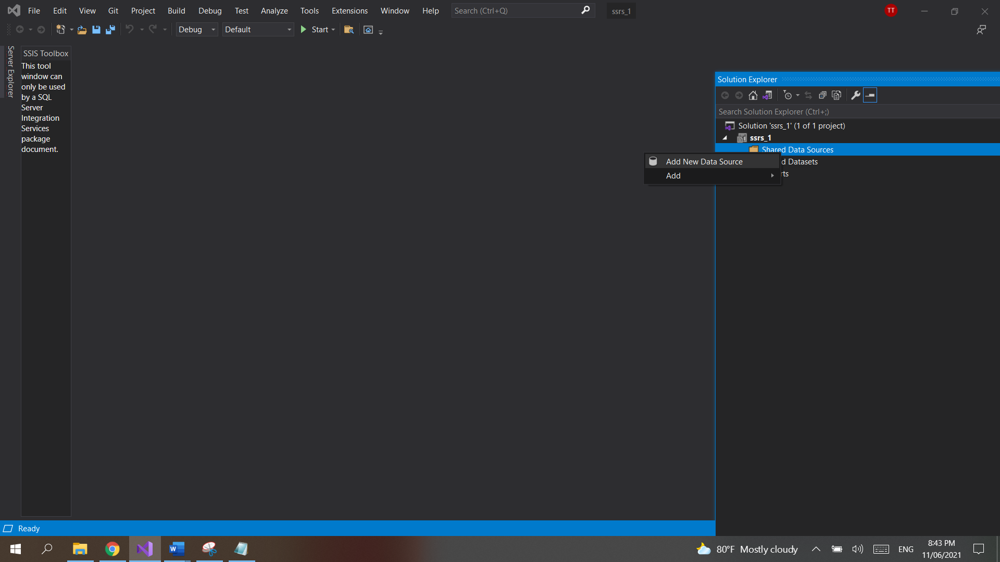 File Edit View Git Project Build Debug Test Analyze Tools Extensions Window Help Search (Ctrl+Q) ssrs_1 TT
Debug Default Start
Server Explorer
SSIS Toolbox
This tool
window can
only be used
by a SQL
Server
Integration
Services
package
document.
Solution Explorer
Search Solution Explorer (Ctrl+;)
Solution 'ssrs_1' (1 of 1 project)
ssrs_1
Shared Data Sources
Add New Data Source
d Datasets
Add
rts
Ready
W
80°F Mostly cloudy
ENG
8:43 PM
11/06/2021